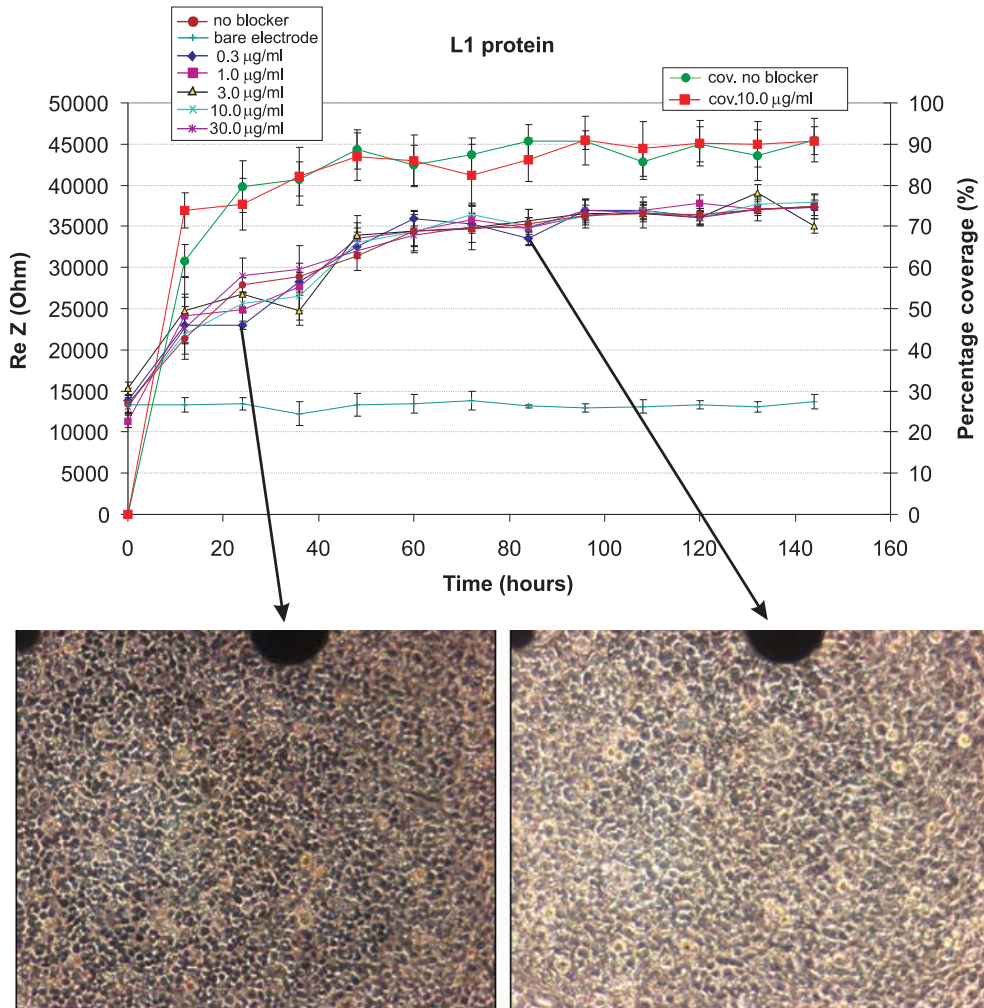 no blocker
bare electrode
0.3 µg/ml
1.0 µg/ml
3.0 µg/ml
10.0 µg/ml
30.0 µg/ml
L1 protein
cov. no blocker
cov.10.0 µg/ml
Re Z (Ohm)
50000
45000
40000
35000
30000
25000
20000
15000
10000
5000
0
100
90
80
70
60
50
40
30
20
10
0
Percentage coverage (%)
0 20 40 60 80 100 120 140 160
Time (hours)